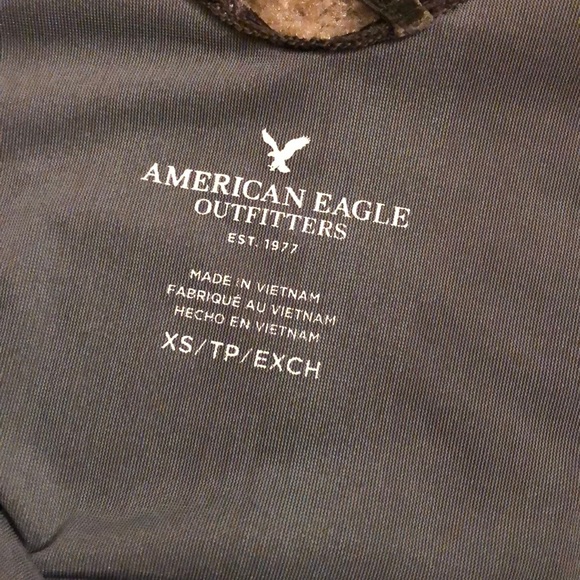 AMERICAN EAGLE
OUTFITTERS
EST. 1977
MADE IN VIETNAM
FABRIQUÉ AU VIETNAM
HECHO EN VIETNAM
XS/TP/EXCH